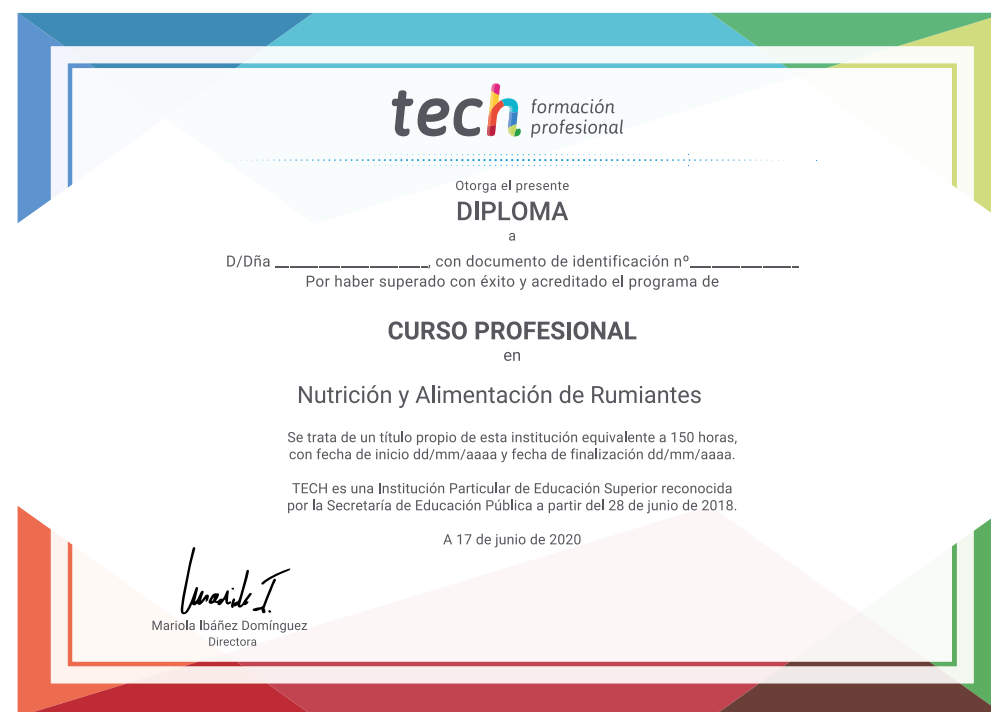 tech formación
profesional
Otorga el presente
DIPLOMA
a
D/Dña ____________________, con documento de identificación nº______________
Por haber superado con éxito y acreditado el programa de
CURSO PROFESIONAL
en
Nutrición y Alimentación de Rumiantes
Se trata de un título propio de esta institución equivalente a 150 horas,
con fecha de inicio dd/mm/aaaa y fecha de finalización dd/mm/aaaa.
TECH es una Institución Particular de Educación Superior reconocida
por la Secretaría de Educación Pública a partir del 28 de junio de 2018.
A 17 de junio de 2020
Mariola Ibáñez Domínguez
Directora